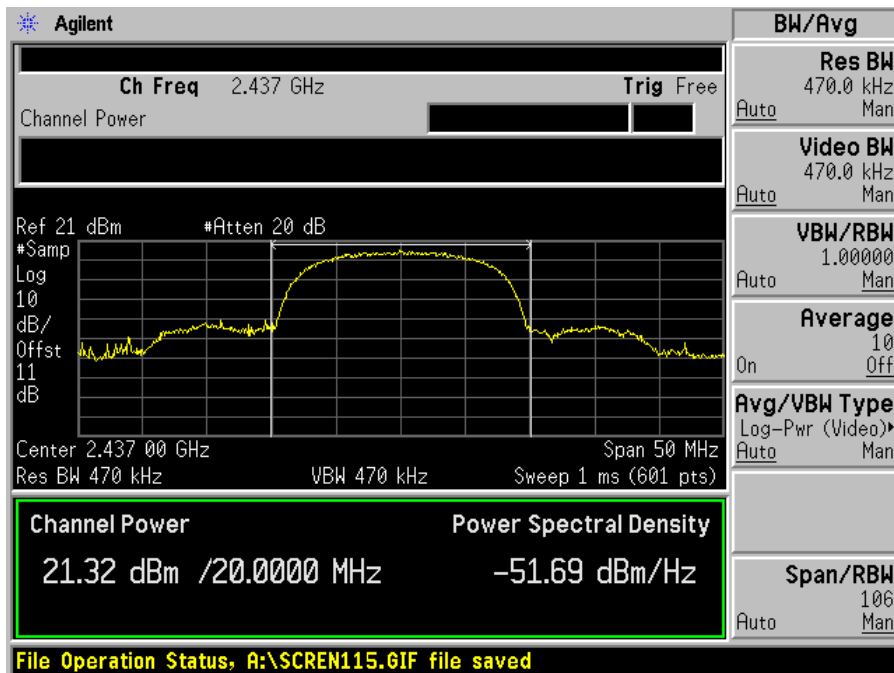 Agilent
BW/Avg
Ch Freq 2.437 GHz
Trig Free
Channel Power
Ref 21 dBm
#Atten 20 dB
#Samp
Log
10
dB/
Offst
11
dB
Center 2.437 00 GHz
Span 50 MHz
Res BW 470 kHz
VBW 470 kHz
Sweep 1 ms (601 pts)
Channel Power
Power Spectral Density
21.32 dBm /20.0000 MHz
-51.69 dBm/Hz
Res BW
470.0 kHz
Auto Man
Video BW
470.0 kHz
Auto Man
VBW/RBW
1.00000
Auto Man
Average
10
On Off
Avg/VBW Type
Log-Pwr (Video)
Auto Man
Span/RBW
106
Auto Man
File Operation Status, A:\SCREN115.GIF file saved